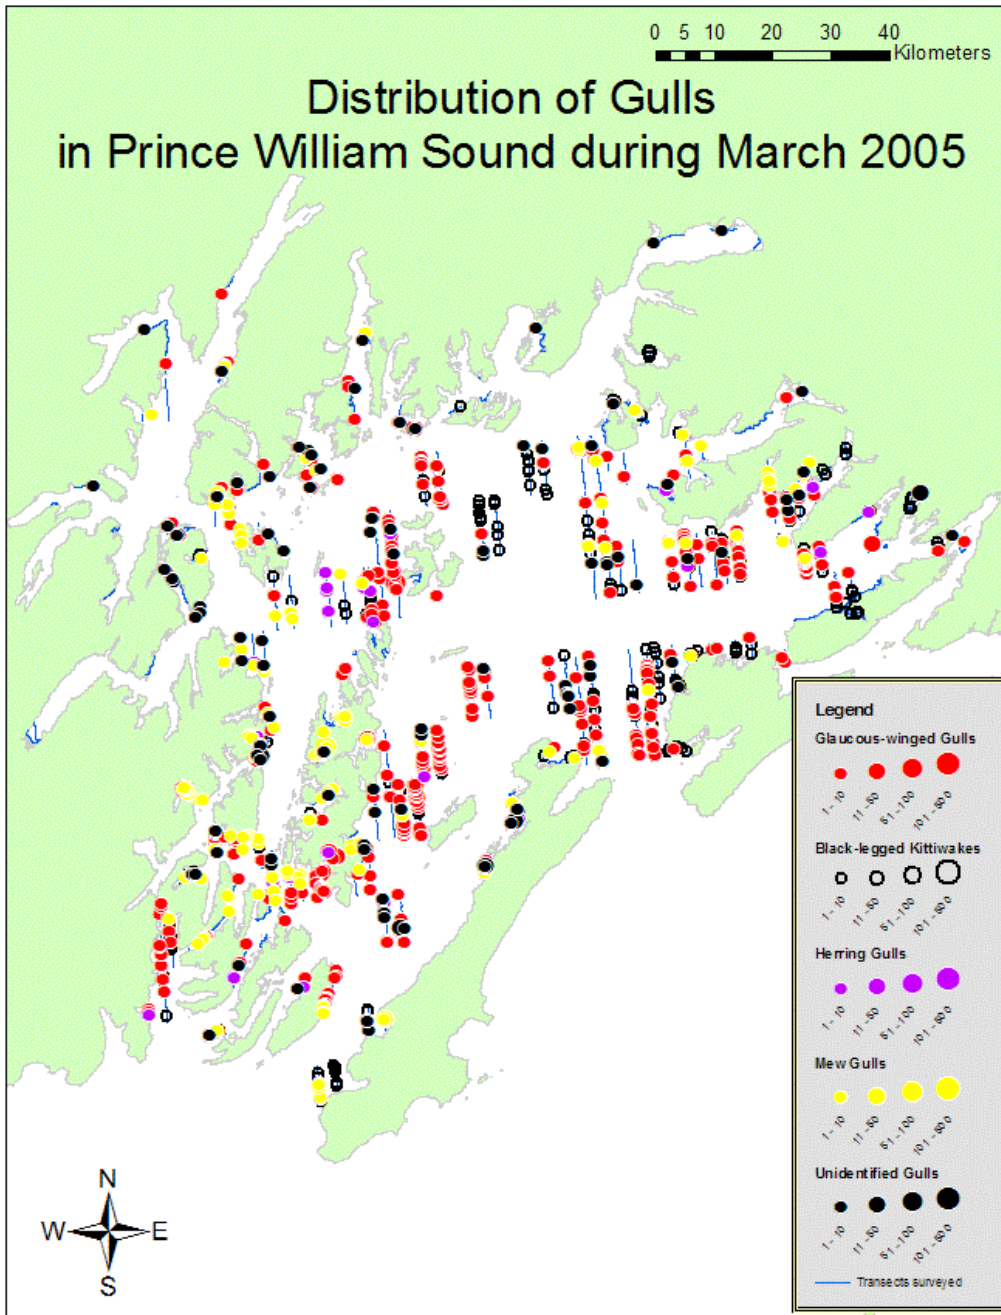 0 5 10 20 30 40
Kilometers
Distribution of Gulls
in Prince William Sound during March 2005
Legend
Glaucous-winged Gulls
1 - 10 11 - 50 51 - 100 101 - 500
Black-legged Kittiwakes
1 - 10 11 - 50 51 - 100 101 - 500
Herring Gulls
1 - 10 11 - 50 51 - 100 101 - 500
Mew Gulls
1 - 10 11 - 50 51 - 100 101 - 500
Unidentified Gulls
1 - 10 11 - 50 51 - 100 101 - 500
Transects surveyed
N
W E
S